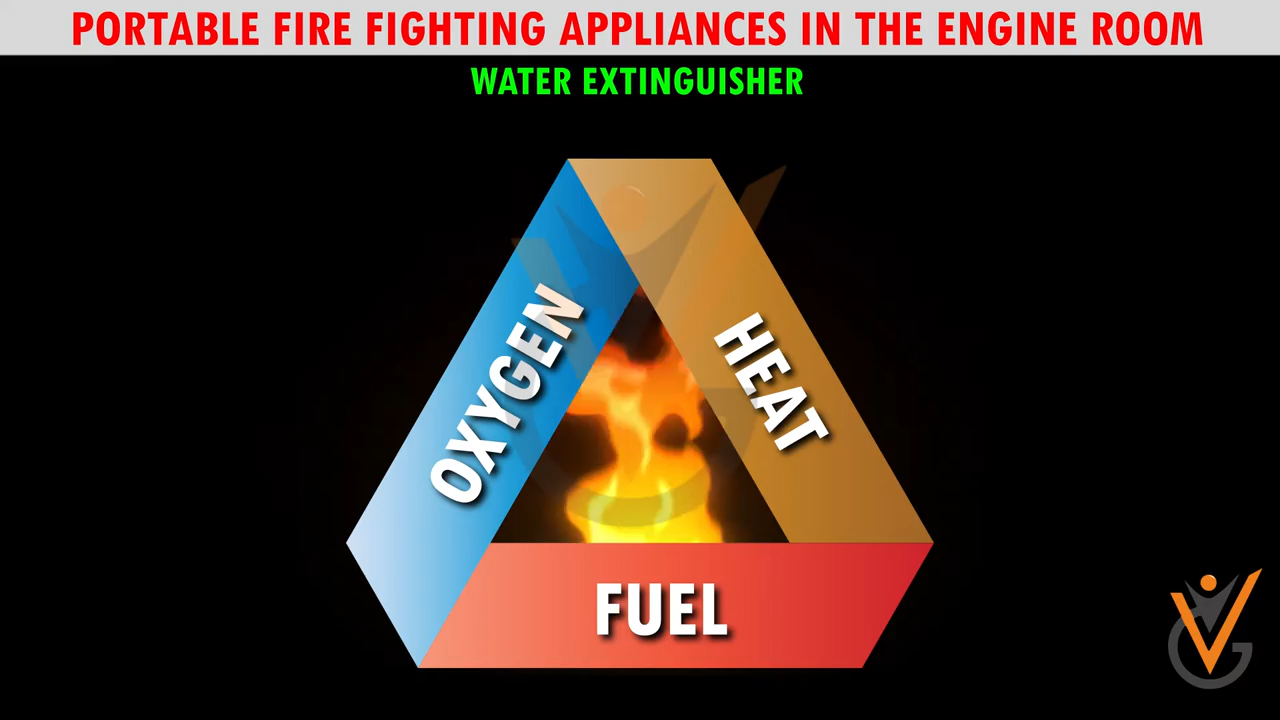 PORTABLE FIRE FIGHTING APPLIANCES IN THE ENGINE ROOM
WATER EXTINGUISHER
OXYGEN
HEAT
FUEL